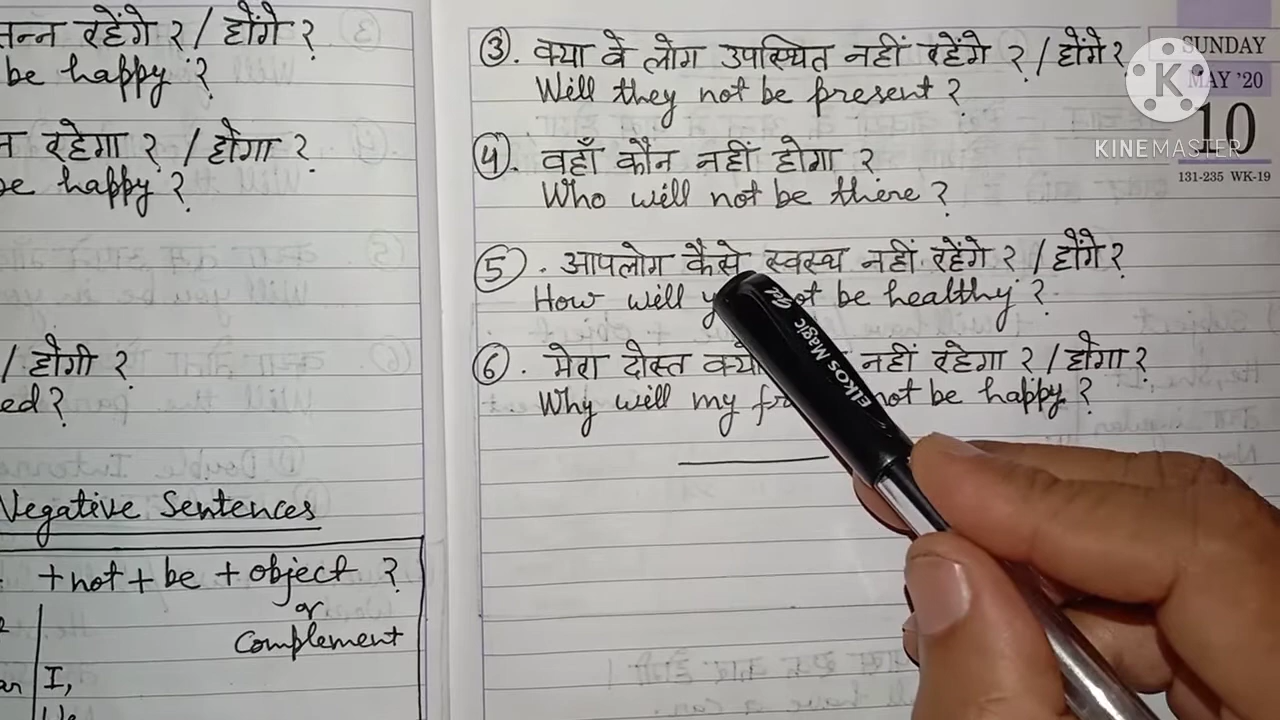 न्न रहेंगे ? / होंगे ?
be happy ?
रहेगा ? / होगा ?
be happy ?
/ होगी ?
ed ?
Negative Sentences
+ not + be + object ?
or
Complement
I,
③. क्या वे लोग उपस्थित नहीं रहेंगे ? / होंगे ?
Will they not be present ?
④. वहाँ कौन नहीं होगा ?
Who will not be there ?
⑤. आपलोग कैसे स्वस्थ नहीं रहेंगे ? / होंगे ?
How will not be healthy ?
⑥. मेरा दोस्त नहीं रहेगा ? / होगा ?
Why will my not be happy ?
SUNDAY
MAY '20
10
131-235 WK-19
K
KINEMASTER
Elkos Magic Gel